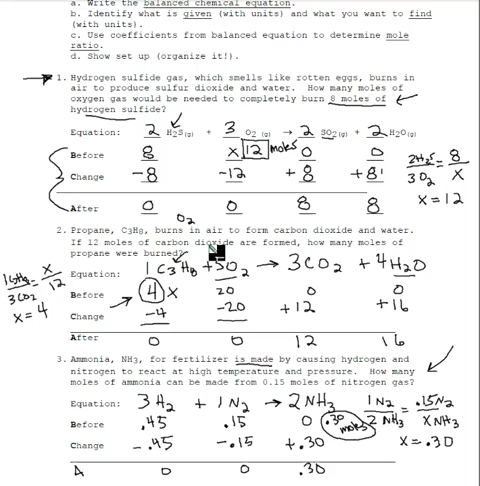 a. Write the balanced chemical equation.
b. Identify what is given (with units) and what you want to find
(with units).
c. Use coefficients from balanced equation to determine mole
ratio.
d. Show set up (organize it!).
1. Hydrogen sulfide gas, which smells like rotten eggs, burns in
air to produce sulfur dioxide and water. How many moles of
oxygen gas would be needed to completely burn 8 moles of
hydrogen sulfide?
Equation: 2 H2S(g) + 3 O2 (g) → 2 SO2 (g) + 2 H2O(g)
Before 8 X 12 moles 0 0
Change -8 -12 +8 +8
After 0 0 8 8
2H2S/3O2 = 8/X
X = 12
O2
2. Propane, C3H8, burns in air to form carbon dioxide and water.
If 12 moles of carbon dioxide are formed, how many moles of
propane were burned?
Equation: 1 C3H8 + 5O2 → 3CO2 + 4H2O
Before 4 X 20 0 0
Change -4 -20 +12 +16
After 0 0 12 16
1C3H8/3CO2 = X/12
X = 4
3. Ammonia, NH3, for fertilizer is made by causing hydrogen and
nitrogen to react at high temperature and pressure. How many
moles of ammonia can be made from 0.15 moles of nitrogen gas?
Equation: 3H2 + 1N2 → 2NH3
Before .45 .15 0 .30 moles
Change -.45 -.15 +.30
A 0 0 .30
1N2/2NH3 = .15N2/XNH3
X = .30